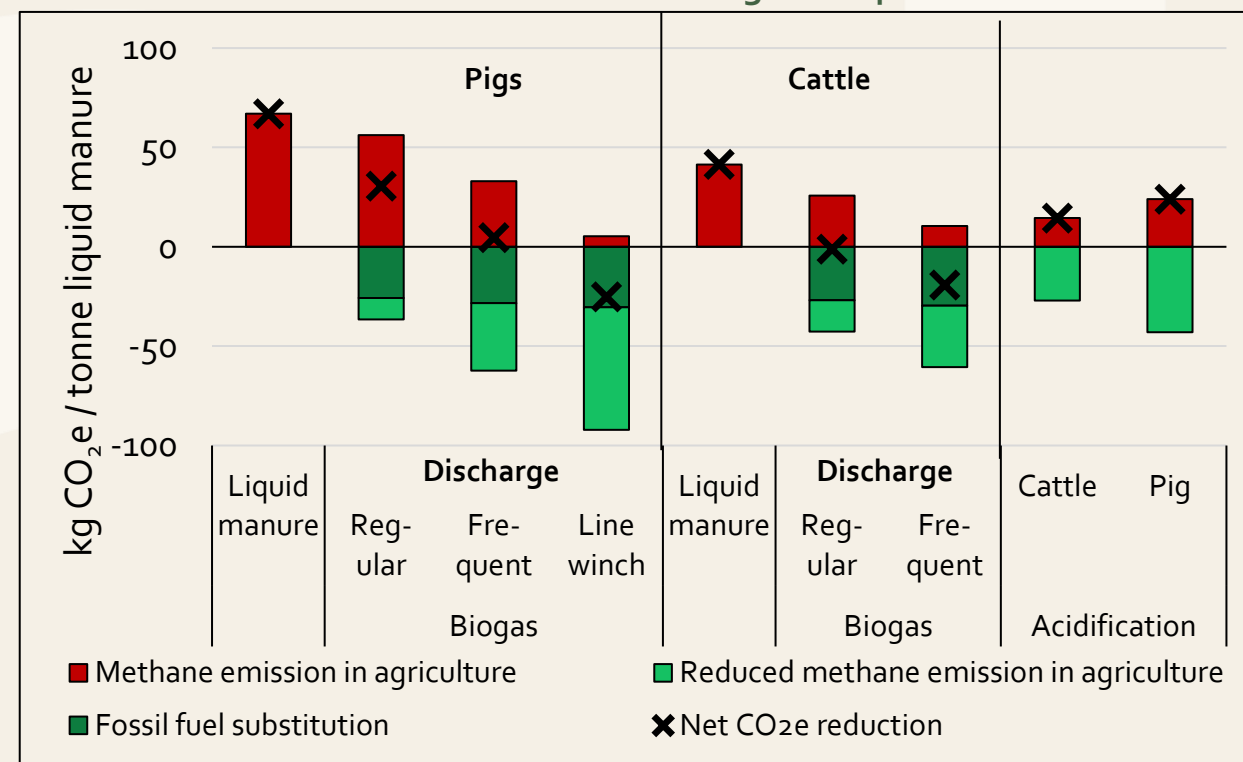 100
50
0
-50
-100
kg CO₂e / tonne liquid manure
Pigs
Cattle
Liquid
manure
Discharge
Reg-
ular
Fre-
quent
Line
winch
Biogas
Liquid
manure
Discharge
Reg-
ular
Fre-
quent
Biogas
Cattle
Pig
Acidification
Methane emission in agriculture
Reduced methane emission in agriculture
Fossil fuel substitution
Net CO2e reduction